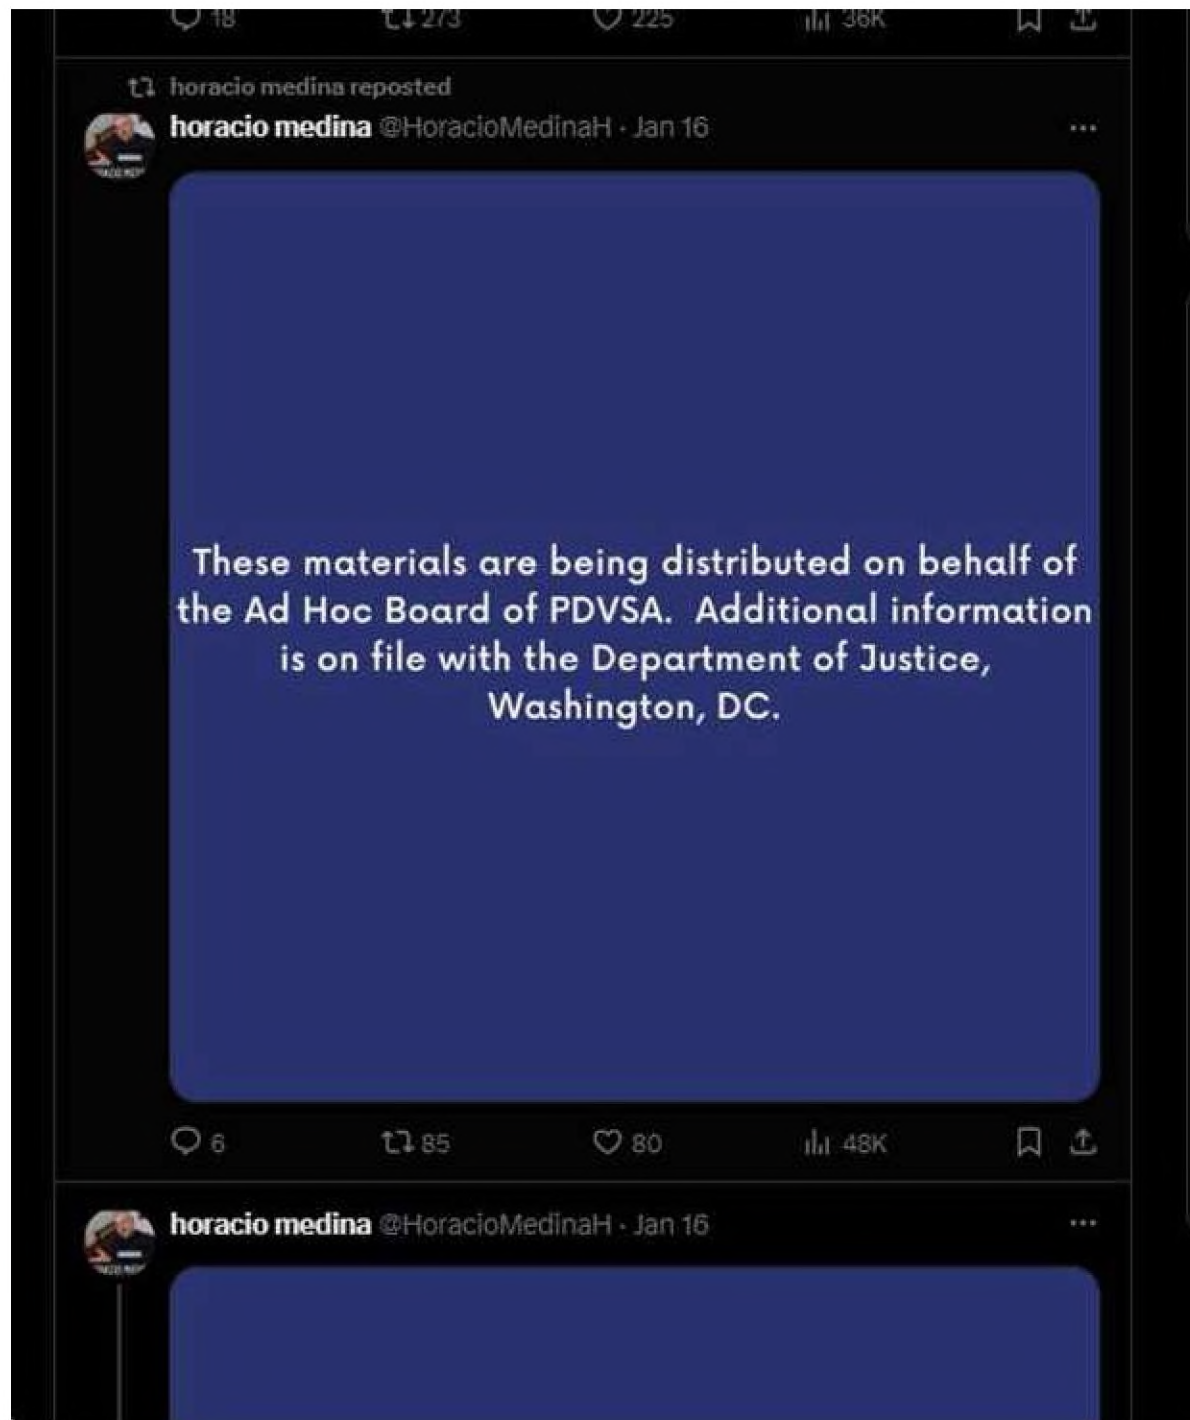 18 273 225 36K
horacio medina reposted
horacio medina @HoracioMedinaH · Jan 16
These materials are being distributed on behalf of
the Ad Hoc Board of PDVSA. Additional information
is on file with the Department of Justice,
Washington, DC.
6 85 80 48K
horacio medina @HoracioMedinaH · Jan 16